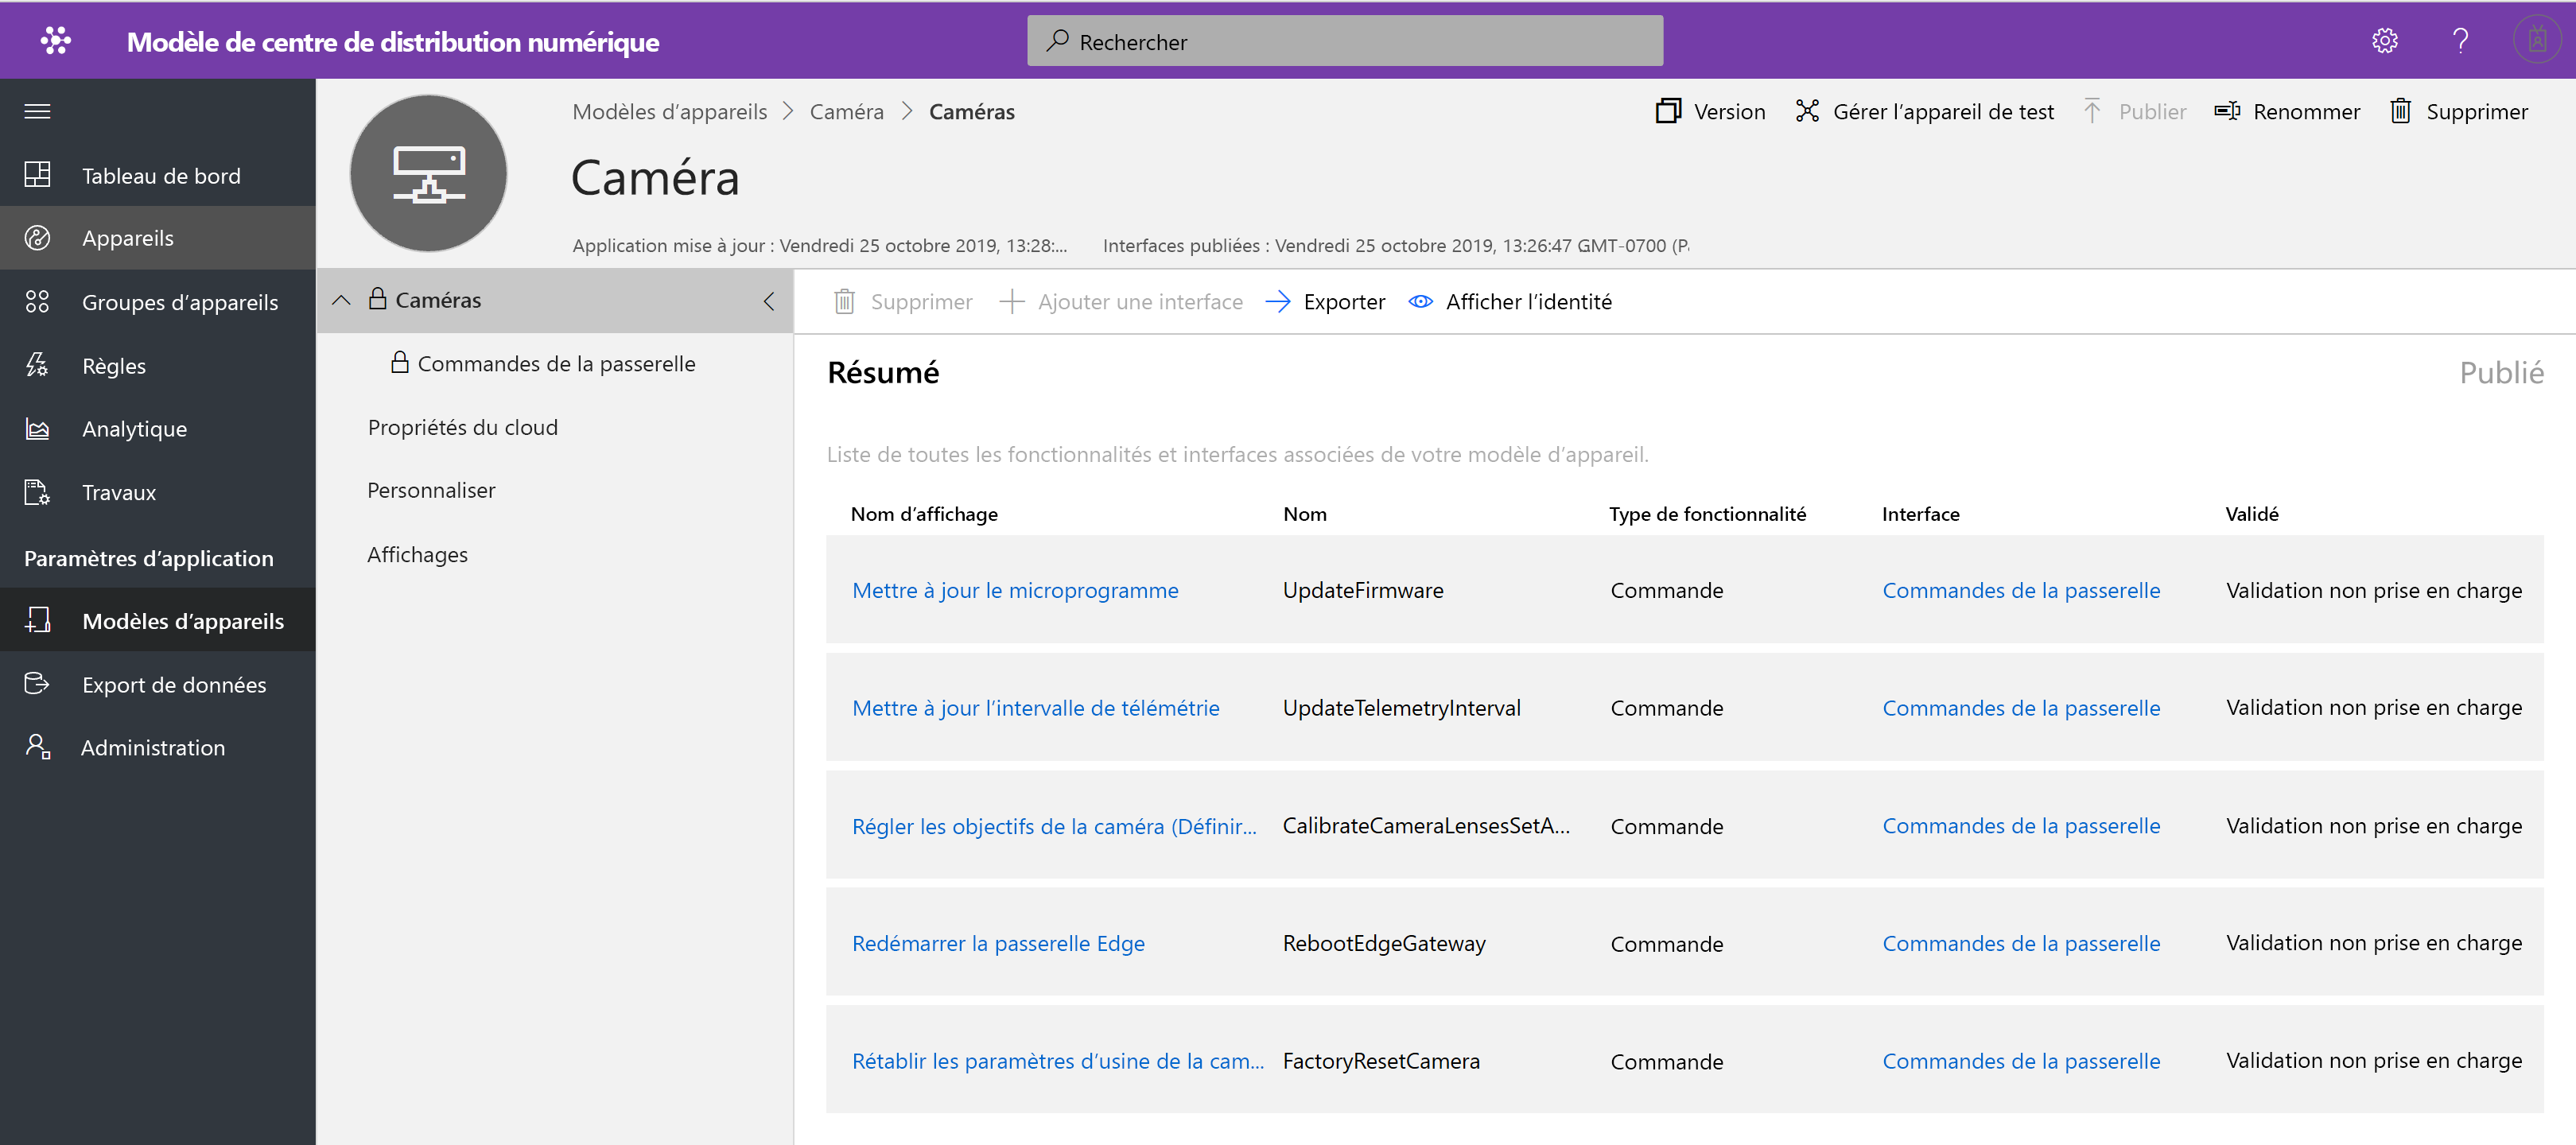 Modèle de centre de distribution numérique
Rechercher
Modèles d’appareils > Caméra > Caméras
Version Gérer l’appareil de test Publier Renommer Supprimer
Caméra
Application mise à jour : Vendredi 25 octobre 2019, 13:28:... Interfaces publiées : Vendredi 25 octobre 2019, 13:26:47 GMT-0700 (P
Tableau de bord
Appareils
Groupes d’appareils
Règles
Analytique
Travaux
Paramètres d’application
Modèles d’appareils
Export de données
Administration
Caméras
Commandes de la passerelle
Propriétés du cloud
Personnaliser
Affichages
Supprimer Ajouter une interface Exporter Afficher l’identité
Résumé Publié
Liste de toutes les fonctionnalités et interfaces associées de votre modèle d’appareil.
Nom d’affichage Nom Type de fonctionnalité Interface Validé
Mettre à jour le microprogramme UpdateFirmware Commande Commandes de la passerelle Validation non prise en charge
Mettre à jour l’intervalle de télémétrie UpdateTelemetryInterval Commande Commandes de la passerelle Validation non prise en charge
Régler les objectifs de la caméra (Définir... CalibrateCameraLensesSetA... Commande Commandes de la passerelle Validation non prise en charge
Redémarrer la passerelle Edge RebootEdgeGateway Commande Commandes de la passerelle Validation non prise en charge
Rétablir les paramètres d’usine de la cam... FactoryResetCamera Commande Commandes de la passerelle Validation non prise en charge